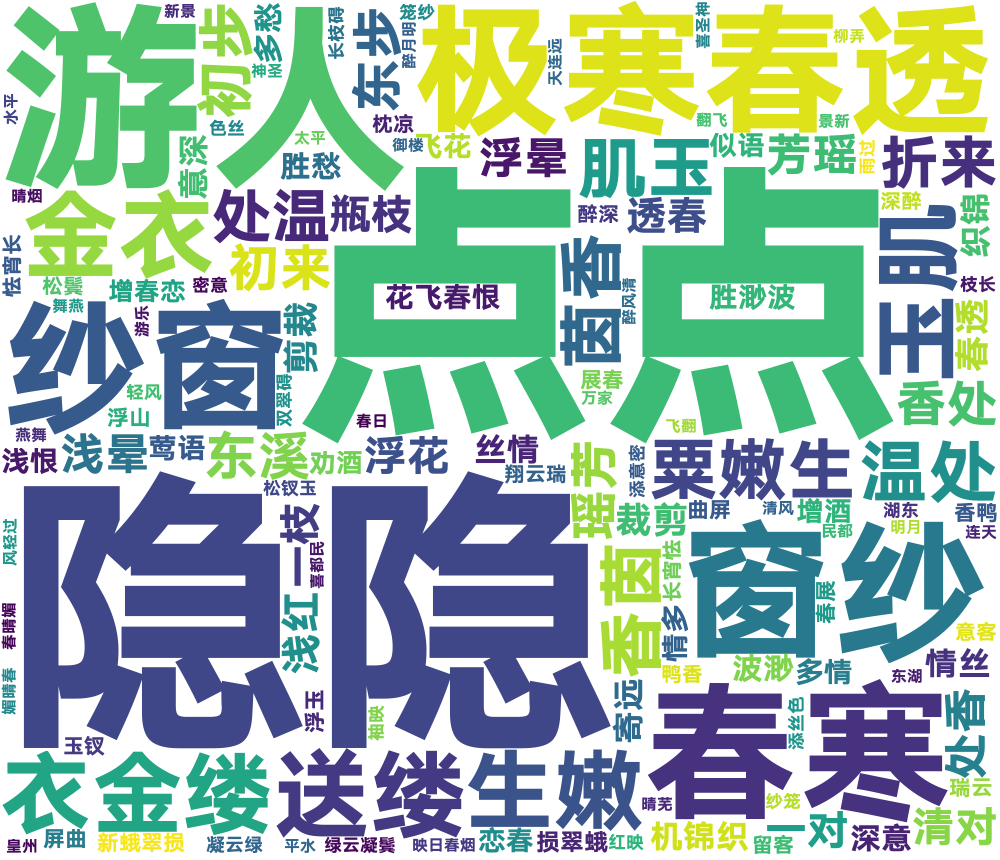 游人
初步
多愁
新景
长枝碍
东步
笼纱
醉月明
极寒春透
天连远
喜圣神
柳弄
水平
色丝
太平
枕凉
御楼
飞花
浮晕
肌玉
似语
翻飞
景新
芳瑶
雨过
折来
晴烟
意深
胜愁
金衣
处温
瓶枝
醉深
透春
深醉
玉肌
织锦
怯宵长
松鬓
增春恋
密意
初来
点点
花飞春恨
胜渺波
茵香
醉风清
枝长
舞燕
游乐
纱窗
剪裁
双翠碍
轻风
浮山
展春
万家
春透
香处
燕舞
春日
飞翻
浅恨
浅晕
莺语
东溪
劝酒
浮花
丝情
翔云瑞
松钗玉
瑶芳
添意密
粟嫩生
温处
曲屏
清风
增酒
湖东
香鸭
裁剪
民都
明月
连天
隐隐
一枝
喜都民
浅红
风轻过
春晴媚
媚晴春
香茵
长宵怯
窗纱
情多
春展
意客
鸭香
波渺
多情
东湖
情丝
浮玉
袖映
寄远
玉钗
春寒
添丝色
处香
衣金缕
送缕
生嫩
晴芜
纱笼
瑞云
皇州
屏曲
新蛾翠损
凝云绿
平水
绿云凝鬓
映日春烟
恋春
损翠蛾
红映
机锦织
留客
一对
深意
清对